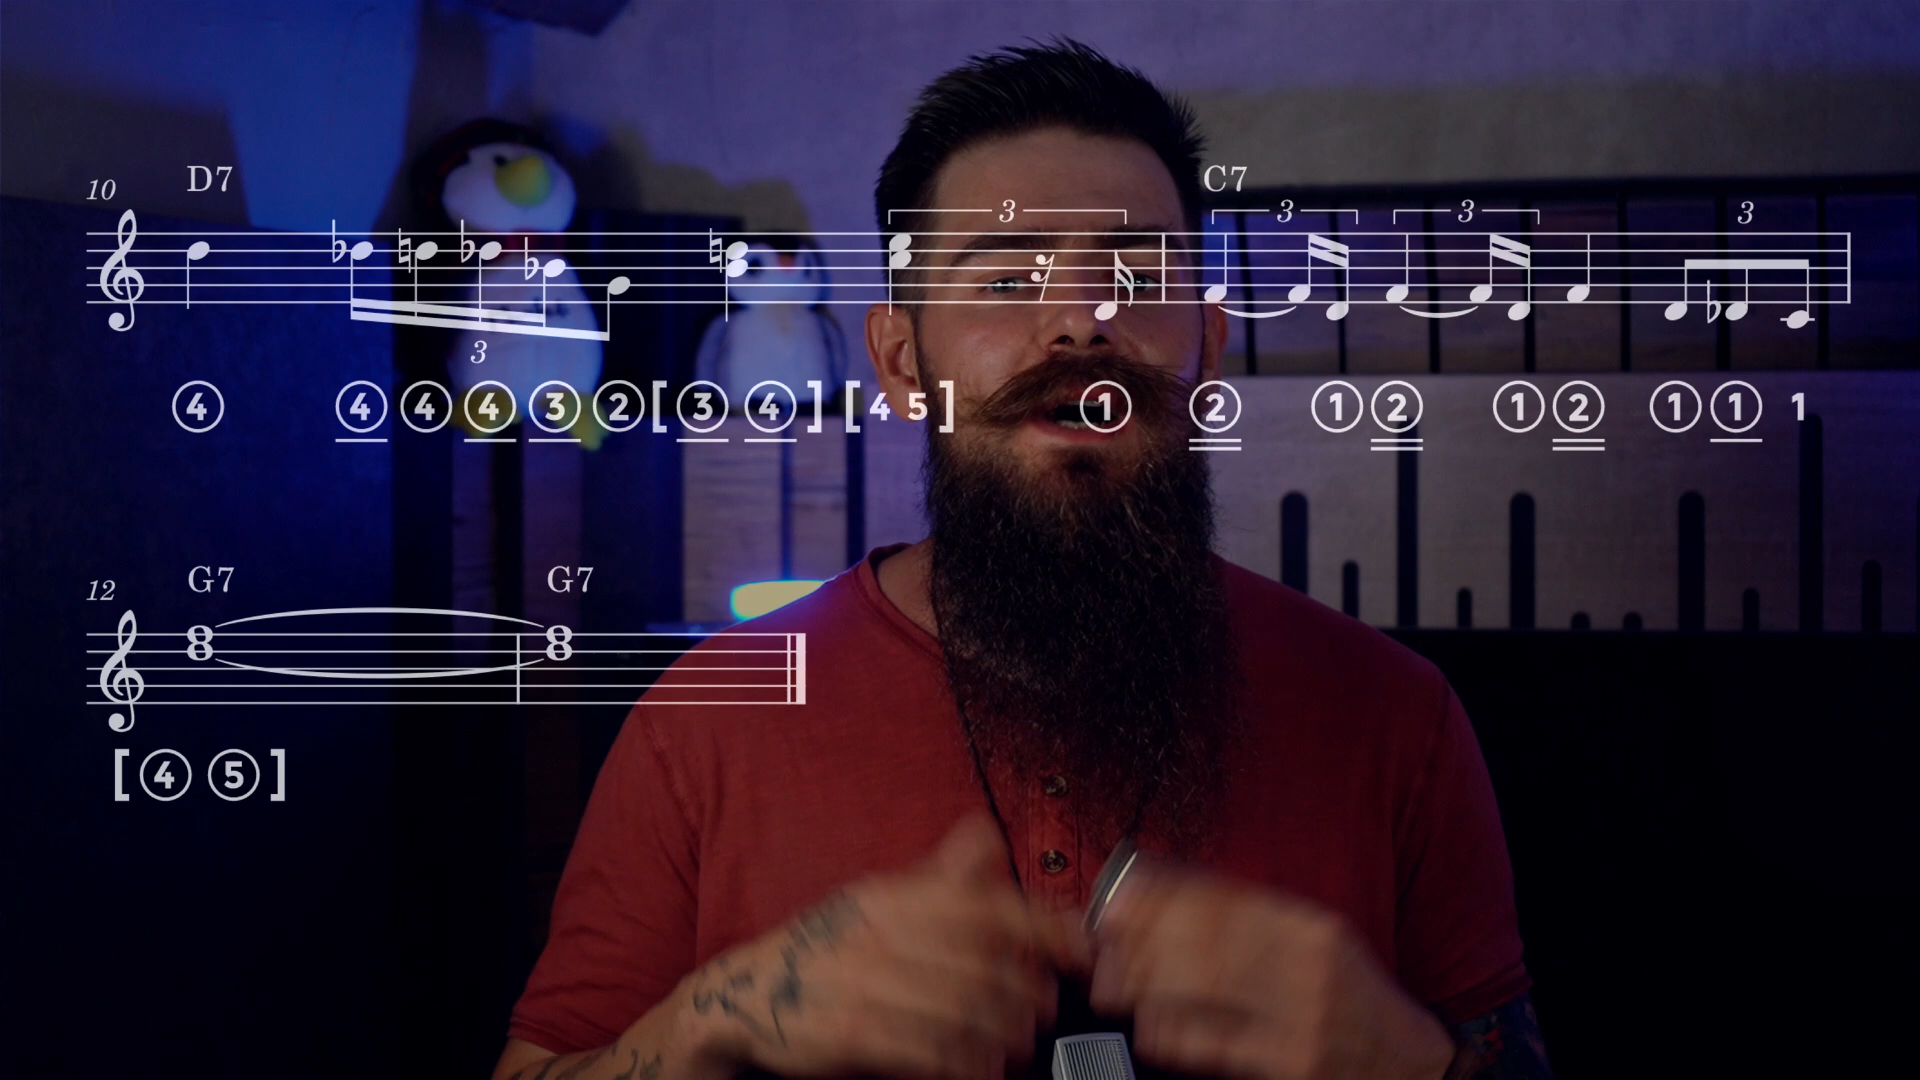 10 D7 3 C7 3 3 3
3
④ ④ ④ ④ ③ ② [ ③ ④ ] [ 4 5 ] ① ② ① ② ① ② ① ① 1
12 G7 G7
[ ④ ⑤ ]